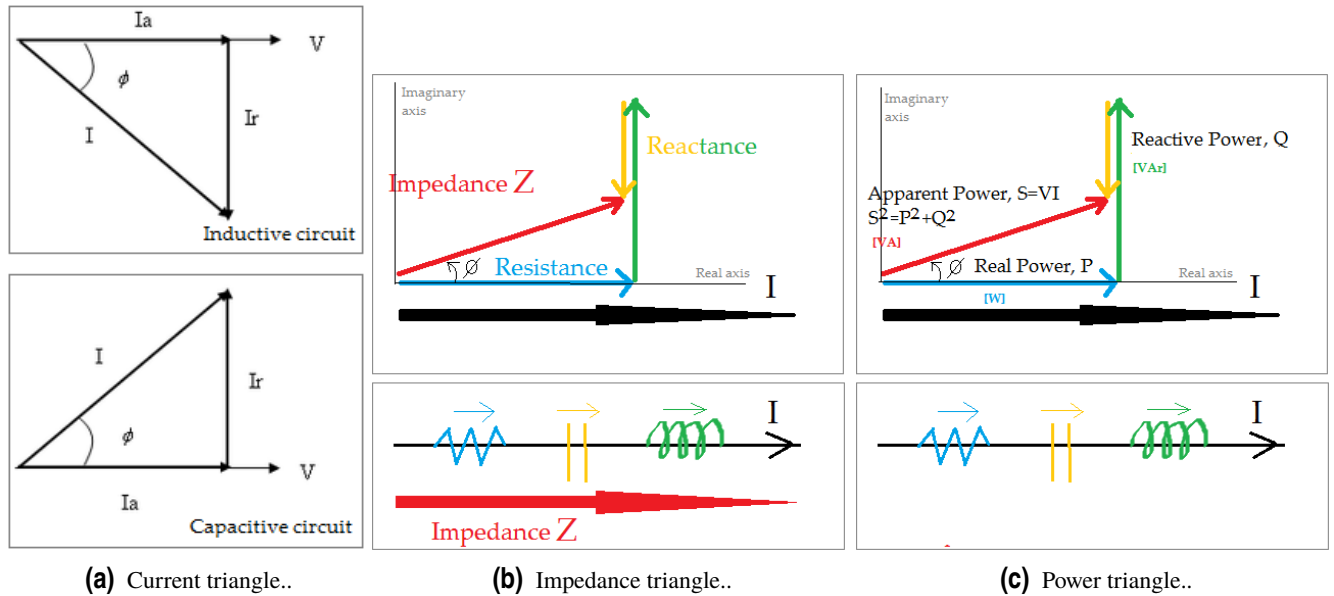 Ia
V
ϕ
I
Ir
Inductive circuit
I
Ir
ϕ
V
Ia
Capacitive circuit
(a) Current triangle..
Imaginary
axis
Reactance
Impedance Z
Ø
Resistance
Real axis
I
I
Impedance Z
(b) Impedance triangle..
Imaginary
axis
Reactive Power, Q
[VAr]
Apparent Power, S=VI
S²=P²+Q²
[VA]
Ø
Real Power, P
Real axis
[W]
I
I
(c) Power triangle..